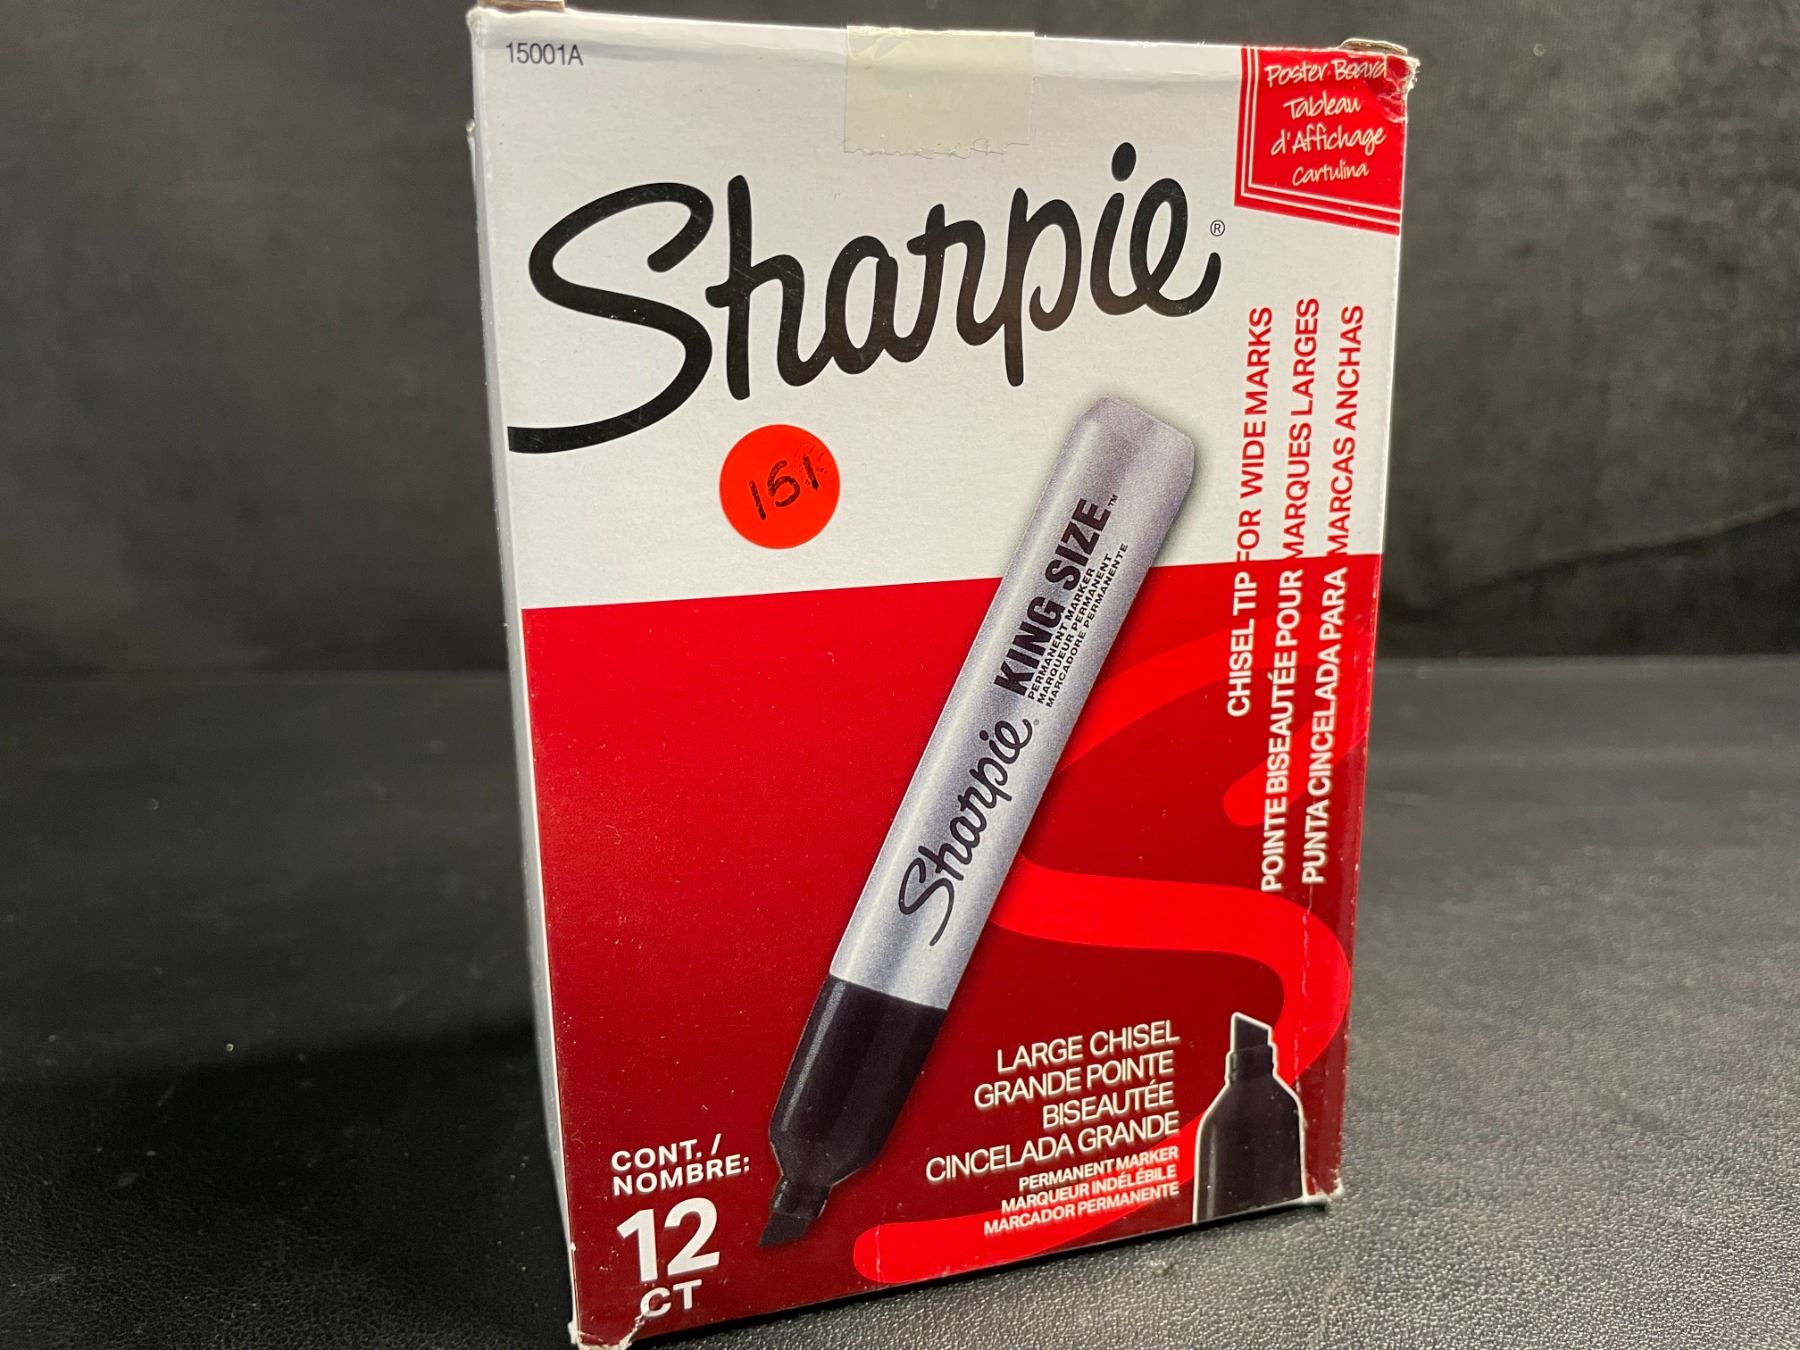 15001A
Poster Board
Tableau
d'Affichage
Cartulina
Sharpie®
161
CHISEL TIP FOR WIDE MARKS
POINTE BISEAUTÉE POUR MARQUES LARGES
PUNTA CINCELADA PARA MARCAS ANCHAS
Sharpie® KING SIZE™
PERMANENT MARKER
MARQUEUR PERMANENT
MARCADORE PERMANENTE
LARGE CHISEL
GRANDE POINTE
BISEAUTÉE
CINCELADA GRANDE
PERMANENT MARKER
MARQUEUR INDÉLÉBILE
MARCADOR PERMANENTE
CONT. /
NOMBRE:
12
CT